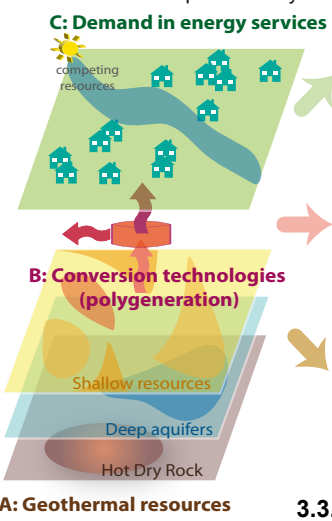 C: Demand in energy services
competing
resources
B: Conversion technologies
(polygeneration)
Shallow resources
Deep aquifers
Hot Dry Rock
A: Geothermal resources
3.3.